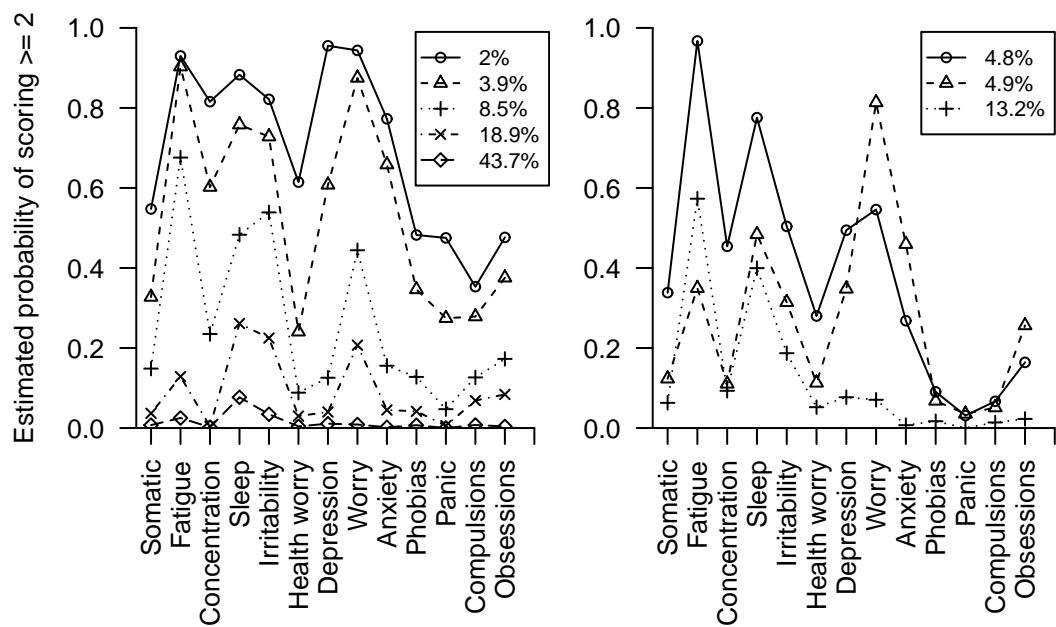 Estimated probability of scoring >= 2
1.0
0.8
0.6
0.4
0.2
0.0
2%
3.9%
8.5%
18.9%
43.7%
Somatic
Fatigue
Concentration
Sleep
Irritability
Health worry
Depression
Worry
Anxiety
Phobias
Panic
Compulsions
Obsessions
1.0
0.8
0.6
0.4
0.2
0.0
4.8%
4.9%
13.2%
Somatic
Fatigue
Concentration
Sleep
Irritability
Health worry
Depression
Worry
Anxiety
Phobias
Panic
Compulsions
Obsessions